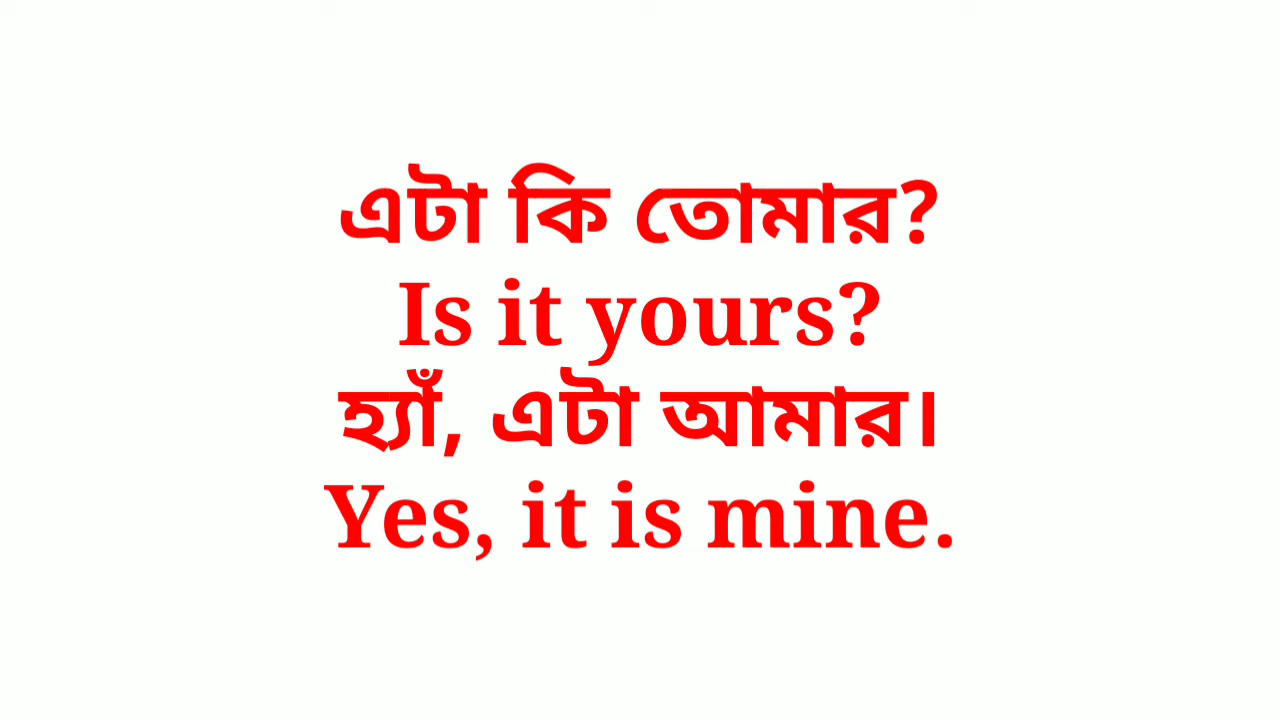 এটা কি তোমার?
Is it yours?
হ্যাঁ, এটা আমার।
Yes, it is mine.